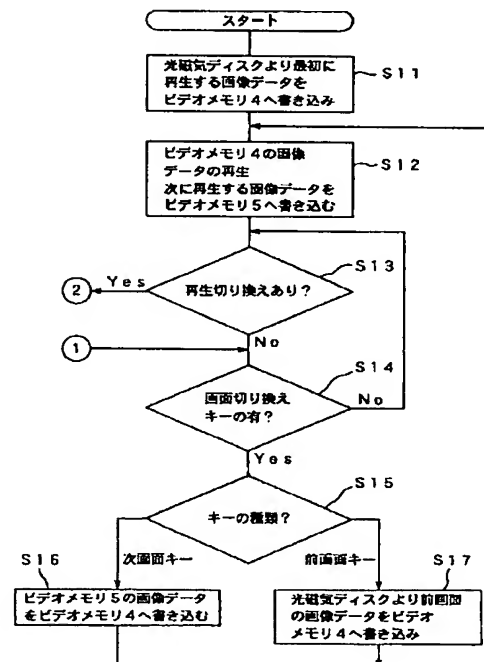 スタート
光磁気ディスクより最初に
再生する画像データを
ビデオメモリ4へ書き込み
S11
ビデオメモリ4の画像
データの再生
次に再生する画像データを
ビデオメモリ5へ書き込む
S12
再生切り換えあり?
S13
Yes
2
No
1
画面切り換え
キーの有?
S14
No
Yes
キーの種類?
S15
次画面キー
前画面キー
S16
ビデオメモリ5の画像データ
をビデオメモリ4へ書き込む
S17
光磁気ディスクより前画面
の画像データをビデオ
メモリ4へ書き込み